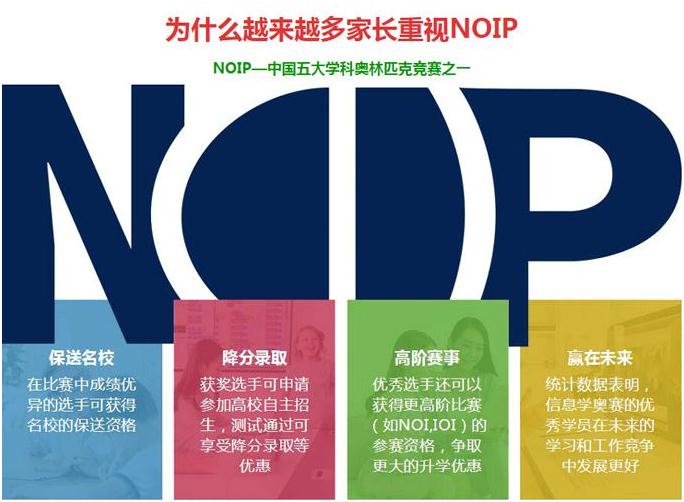 为什么越来越多家长重视NOIP
NOIP—中国五大学科奥林匹克竞赛之一
NOIP
保送名校
在比赛中成绩优
异的选手可获得
名校的保送资格
降分录取
获奖选手可申请
参加高校自主招
生，测试通过可
享受降分录取等
优惠
高阶赛事
优秀选手还可以
获得更高阶比赛
（如NOI,IOI）的
参赛资格，争取
更大的升学优惠
赢在未来
统计数据表明，
信息学奥赛的优
秀学员在未来的
学习和工作竞争
中发展更好